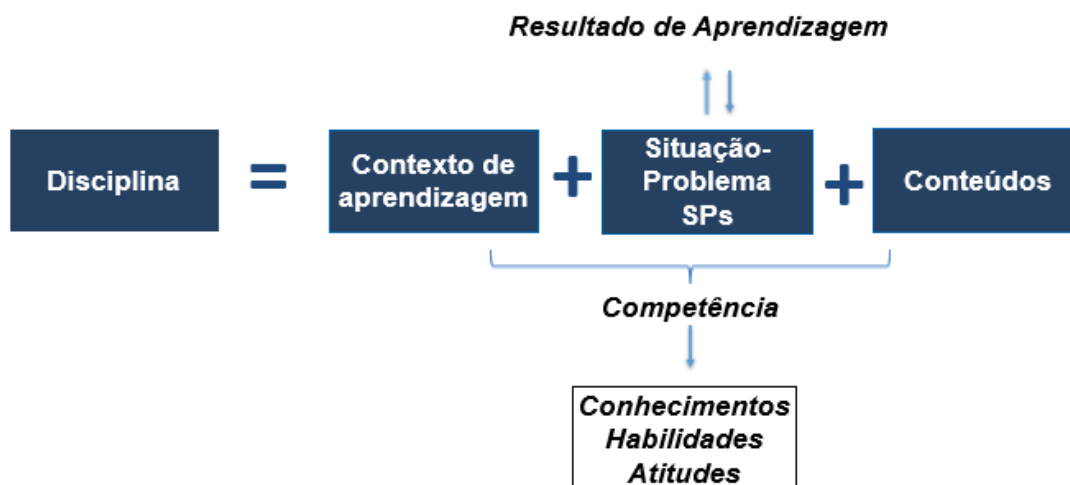 Resultado de Aprendizagem
Disciplina
=
Contexto de
aprendizagem
+
Situação-
Problema
SPs
+
Conteúdos
Competência
Conhecimentos
Habilidades
Atitudes